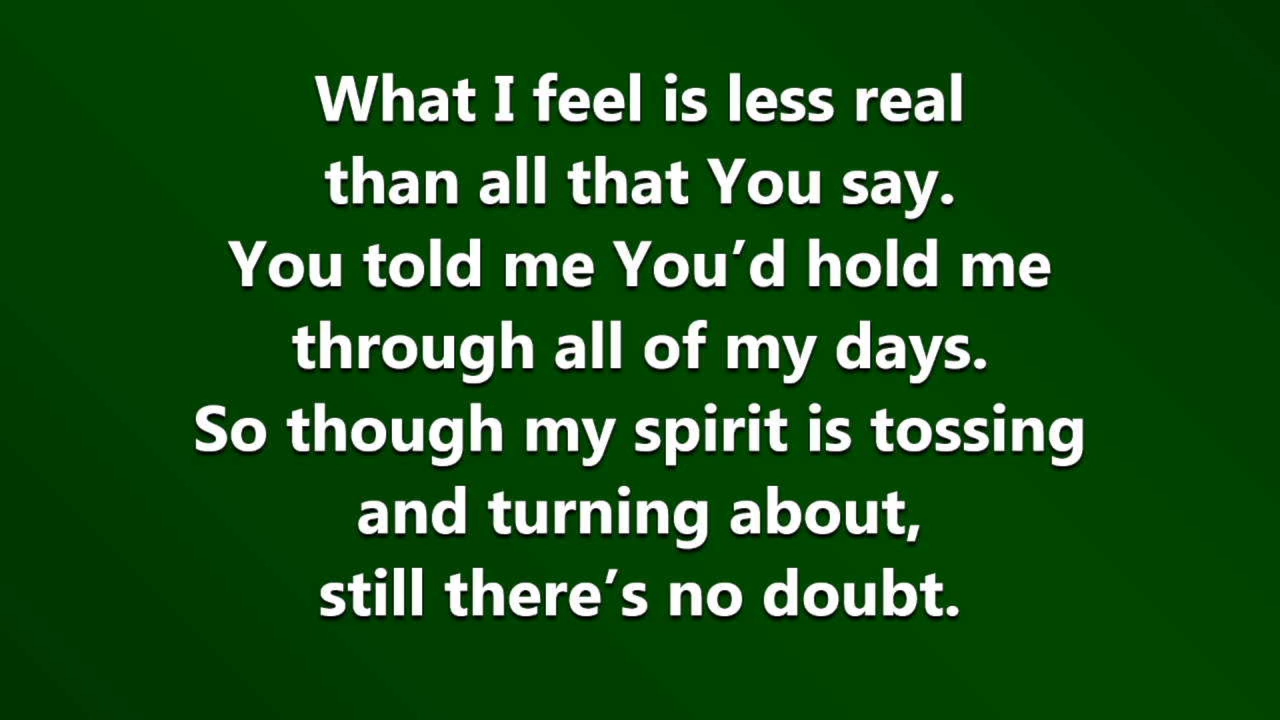 What I feel is less real
than all that You say.
You told me You’d hold me
through all of my days.
So though my spirit is tossing
and turning about,
still there’s no doubt.